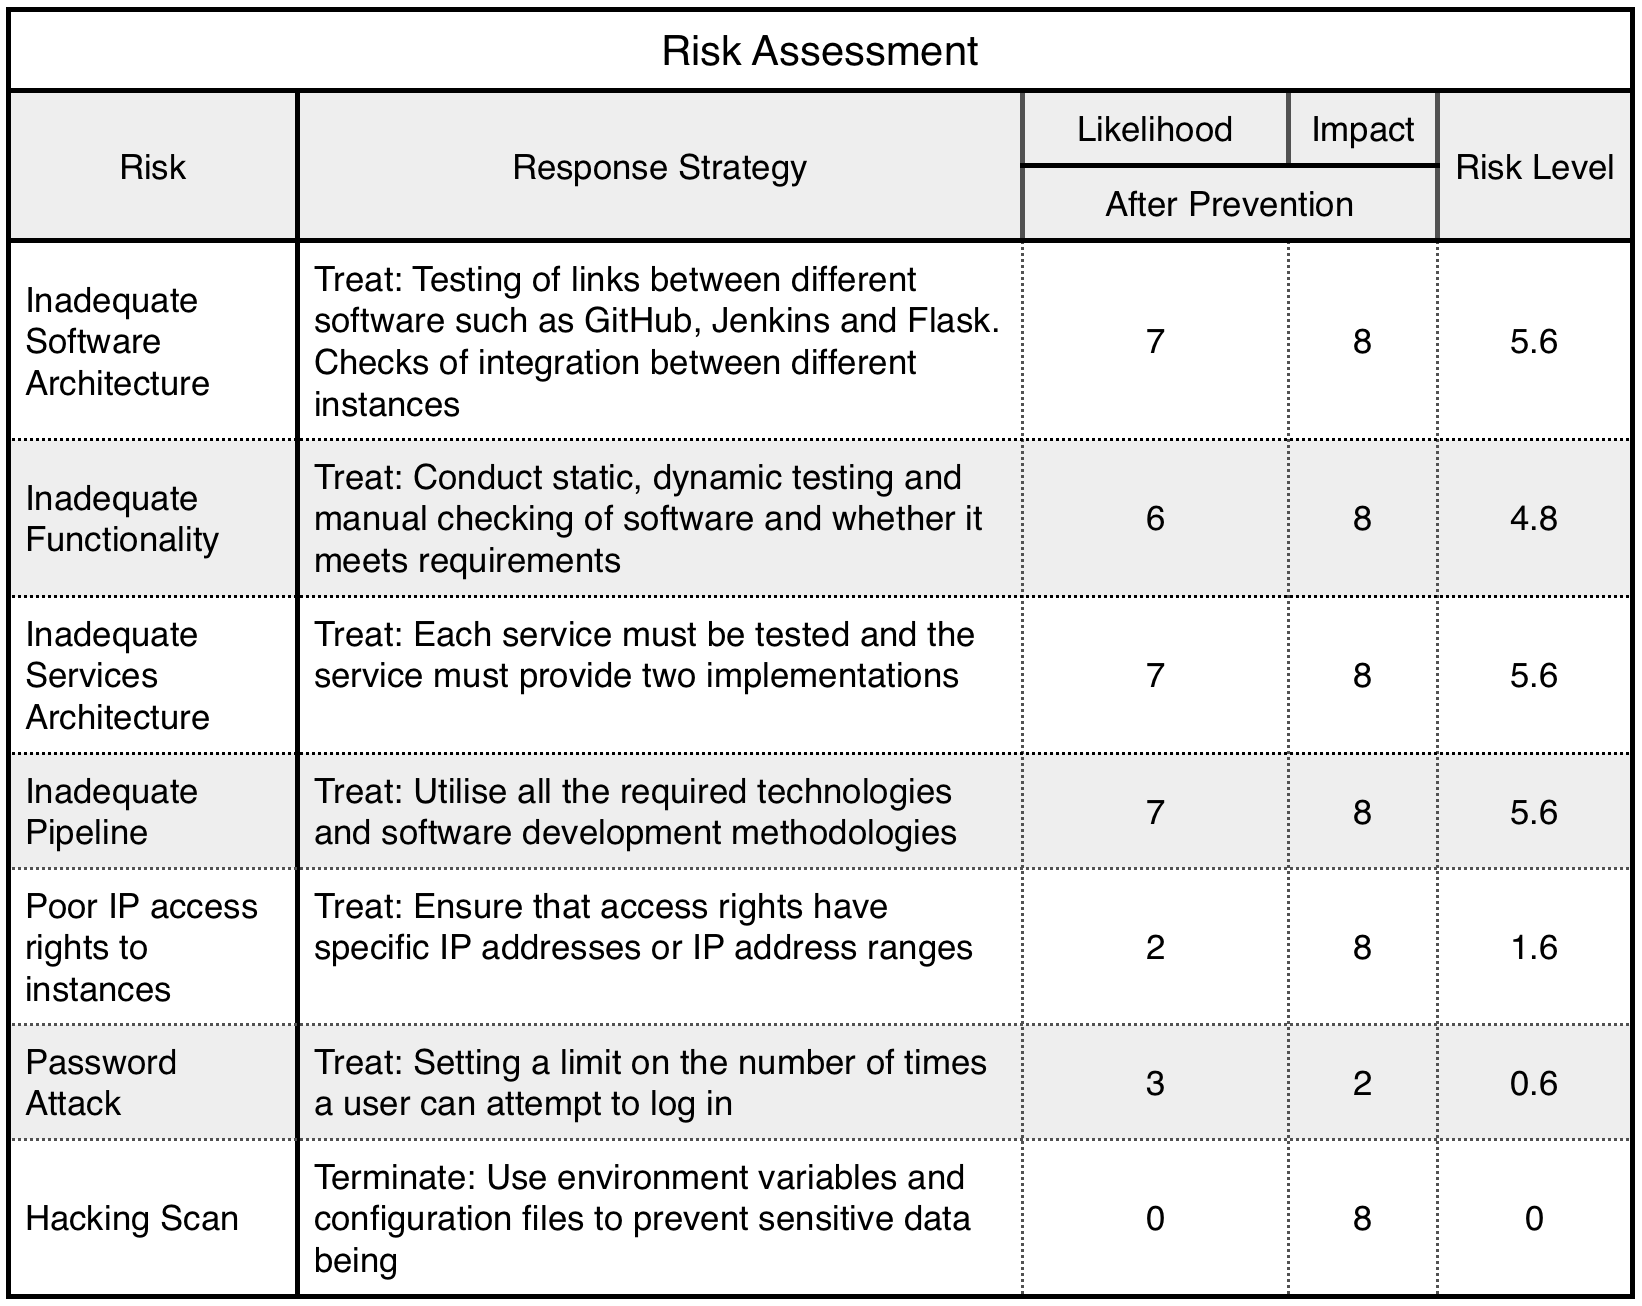 Risk Assessment
Risk
Response Strategy
Likelihood
Impact
Risk Level
After Prevention
Inadequate
Software
Architecture
Treat: Testing of links between different
software such as GitHub, Jenkins and Flask.
Checks of integration between different
instances
7
8
5.6
Inadequate
Functionality
Treat: Conduct static, dynamic testing and
manual checking of software and whether it
meets requirements
6
8
4.8
Inadequate
Services
Architecture
Treat: Each service must be tested and the
service must provide two implementations
7
8
5.6
Inadequate
Pipeline
Treat: Utilise all the required technologies
and software development methodologies
7
8
5.6
Poor IP access
rights to
instances
Treat: Ensure that access rights have
specific IP addresses or IP address ranges
2
8
1.6
Password
Attack
Treat: Setting a limit on the number of times
a user can attempt to log in
3
2
0.6
Hacking Scan
Terminate: Use environment variables and
configuration files to prevent sensitive data
being
0
8
0